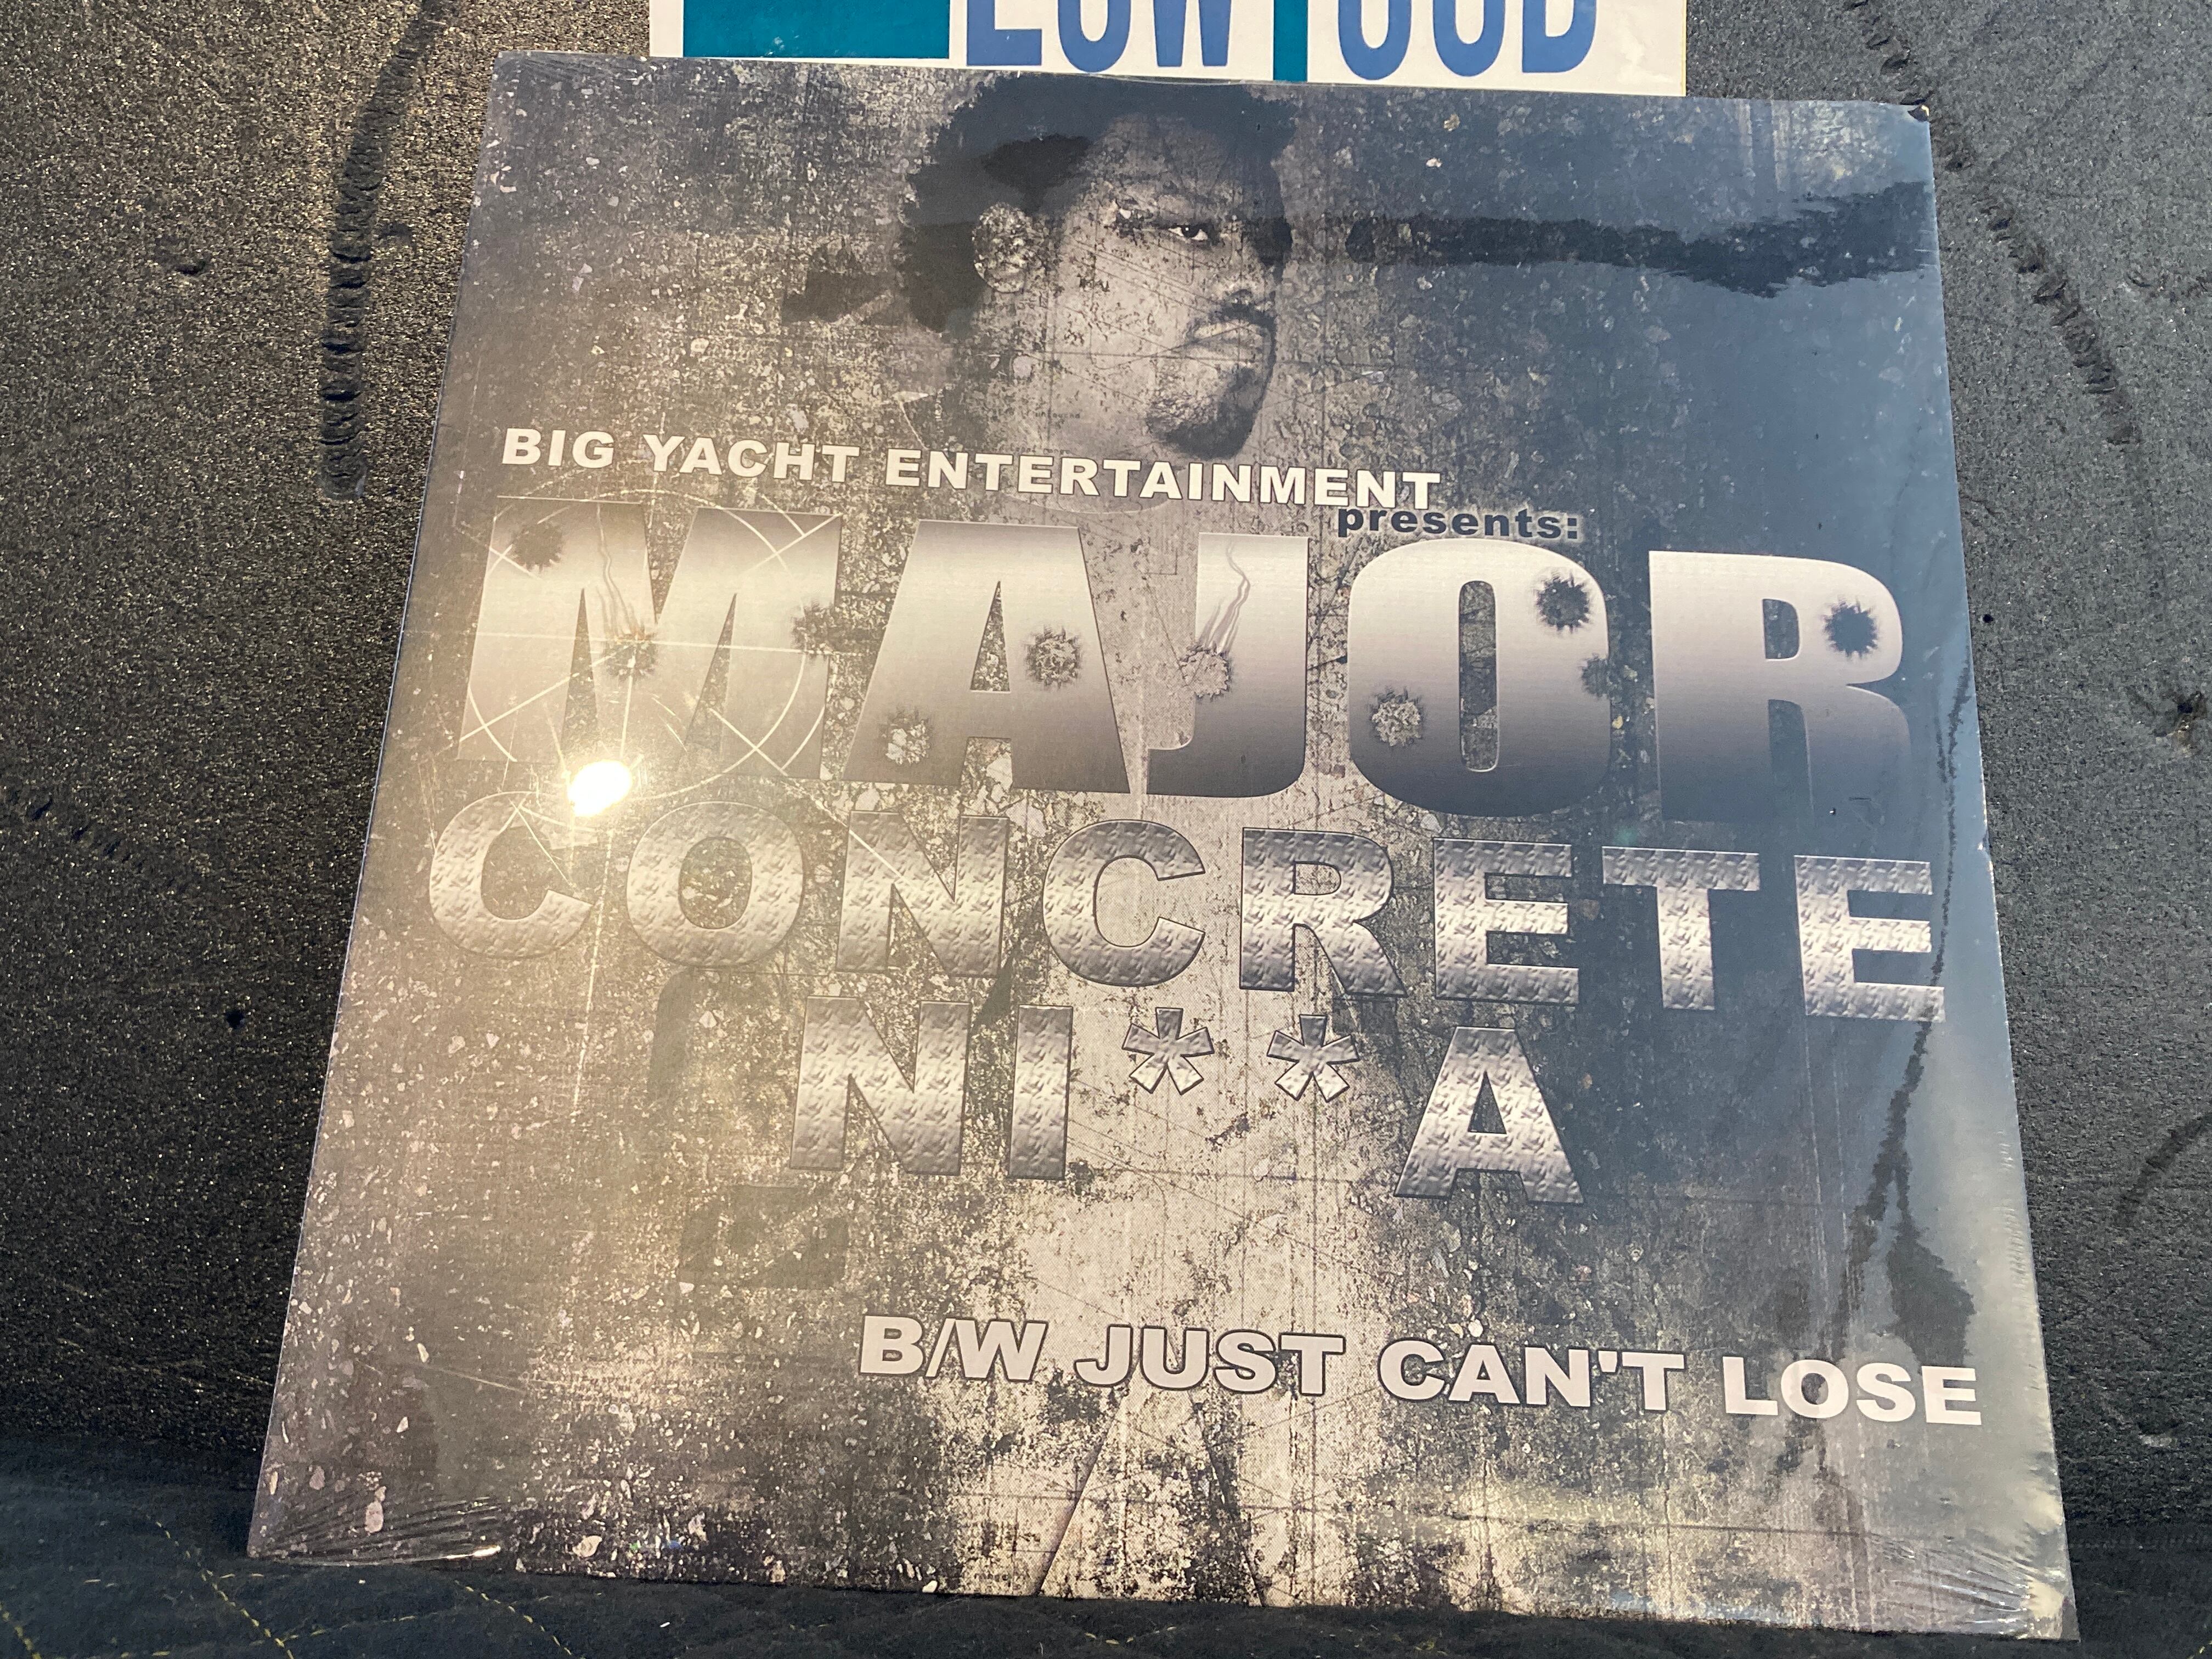 BIG YACHT ENTERTAINMENT
presents:
MAJOR
CONCRETE
NI**A
B/W JUST CAN'T LOSE